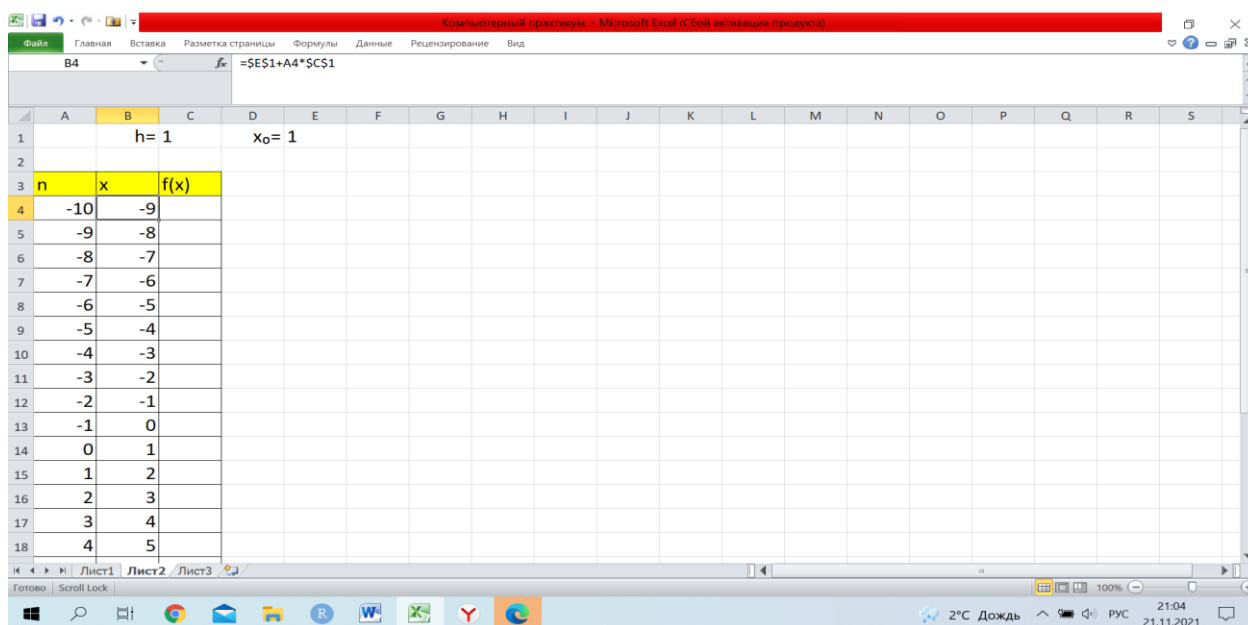 Компьютерный практикум - Microsoft Excel (Сбой активации продукта)
Файл Главная Вставка Разметка страницы Формулы Данные Рецензирование Вид
B4 fx =$E$1+A4*$C$1
A B C D E F G H I J K L M N O P Q R S
1 h= 1 x₀= 1
2
3 n x f(x)
4 -10 -9
5 -9 -8
6 -8 -7
7 -7 -6
8 -6 -5
9 -5 -4
10 -4 -3
11 -3 -2
12 -2 -1
13 -1 0
14 0 1
15 1 2
16 2 3
17 3 4
18 4 5
Лист1 Лист2 Лист3
Готово Scroll Lock 100%
2°C Дождь РУС 21:04
21.11.2021